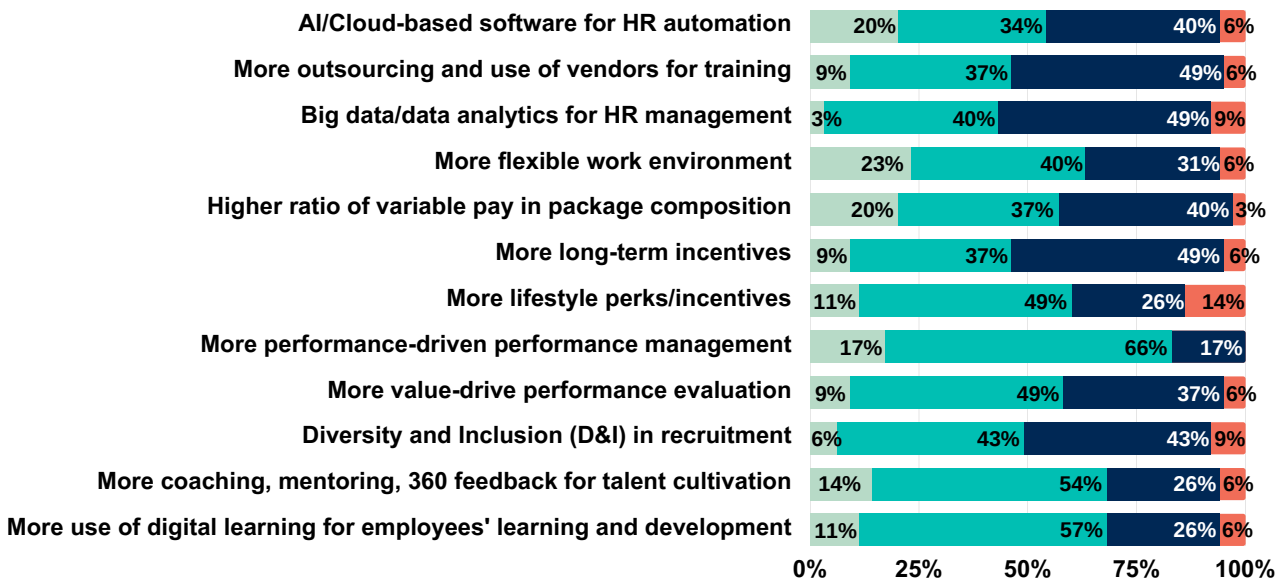 AI/Cloud-based software for HR automation 20% 34% 40% 6%
More outsourcing and use of vendors for training 9% 37% 49% 6%
Big data/data analytics for HR management 3% 40% 49% 9%
More flexible work environment 23% 40% 31% 6%
Higher ratio of variable pay in package composition 20% 37% 40% 3%
More long-term incentives 9% 37% 49% 6%
More lifestyle perks/incentives 11% 49% 26% 14%
More performance-driven performance management 17% 66% 17%
More value-drive performance evaluation 9% 49% 37% 6%
Diversity and Inclusion (D&I) in recruitment 6% 43% 43% 9%
More coaching, mentoring, 360 feedback for talent cultivation 14% 54% 26% 6%
More use of digital learning for employees' learning and development 11% 57% 26% 6%
0% 25% 50% 75% 100%